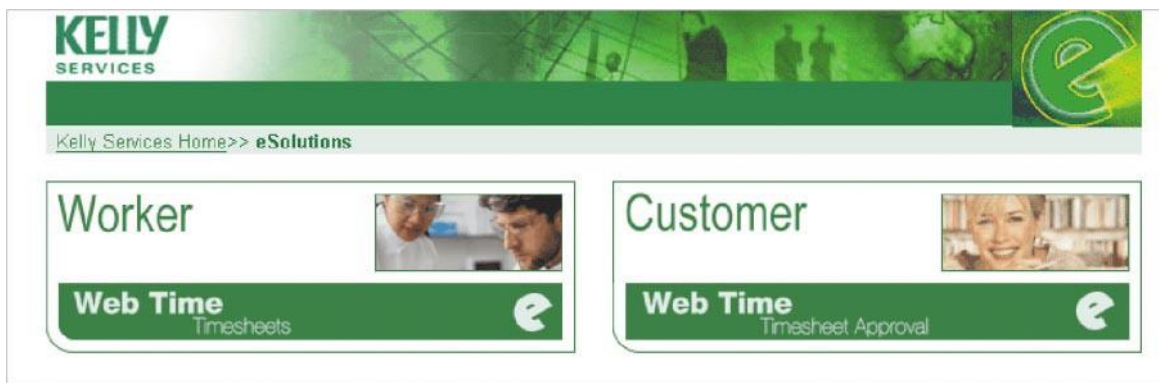 KELLY
SERVICES
Kelly Services Home>> eSolutions
Worker
Web Time
Timesheets
e
Customer
Web Time
Timesheet Approval
e